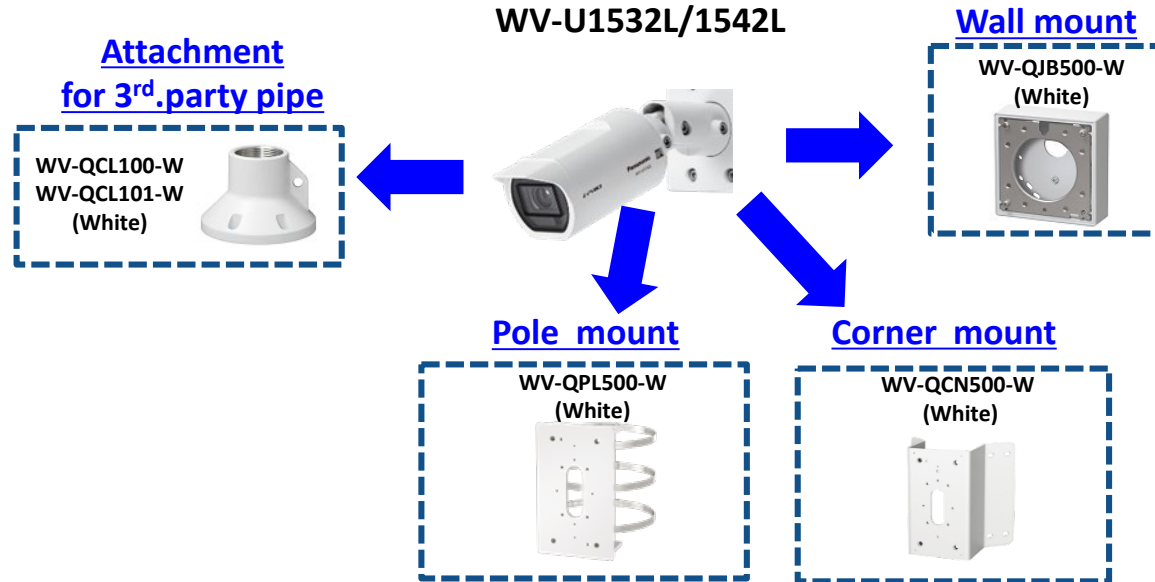 WV-U1532L/1542L
Attachment
for 3rd.party pipe
WV-QCL100-W
WV-QCL101-W
(White)
Wall mount
WV-QJB500-W
(White)
Panasonic
Pole mount
WV-QPL500-W
(White)
Corner mount
WV-QCN500-W
(White)